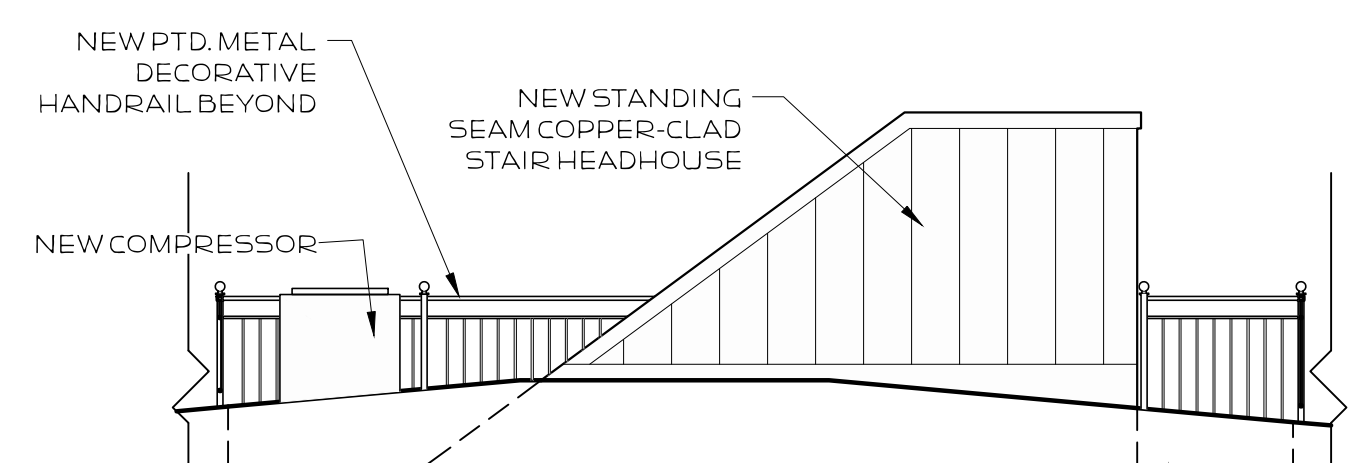 NEW PTD. METAL
DECORATIVE
HANDRAIL BEYOND
NEW STANDING
SEAM COPPER-CLAD
STAIR HEADHOUSE
NEW COMPRESSOR